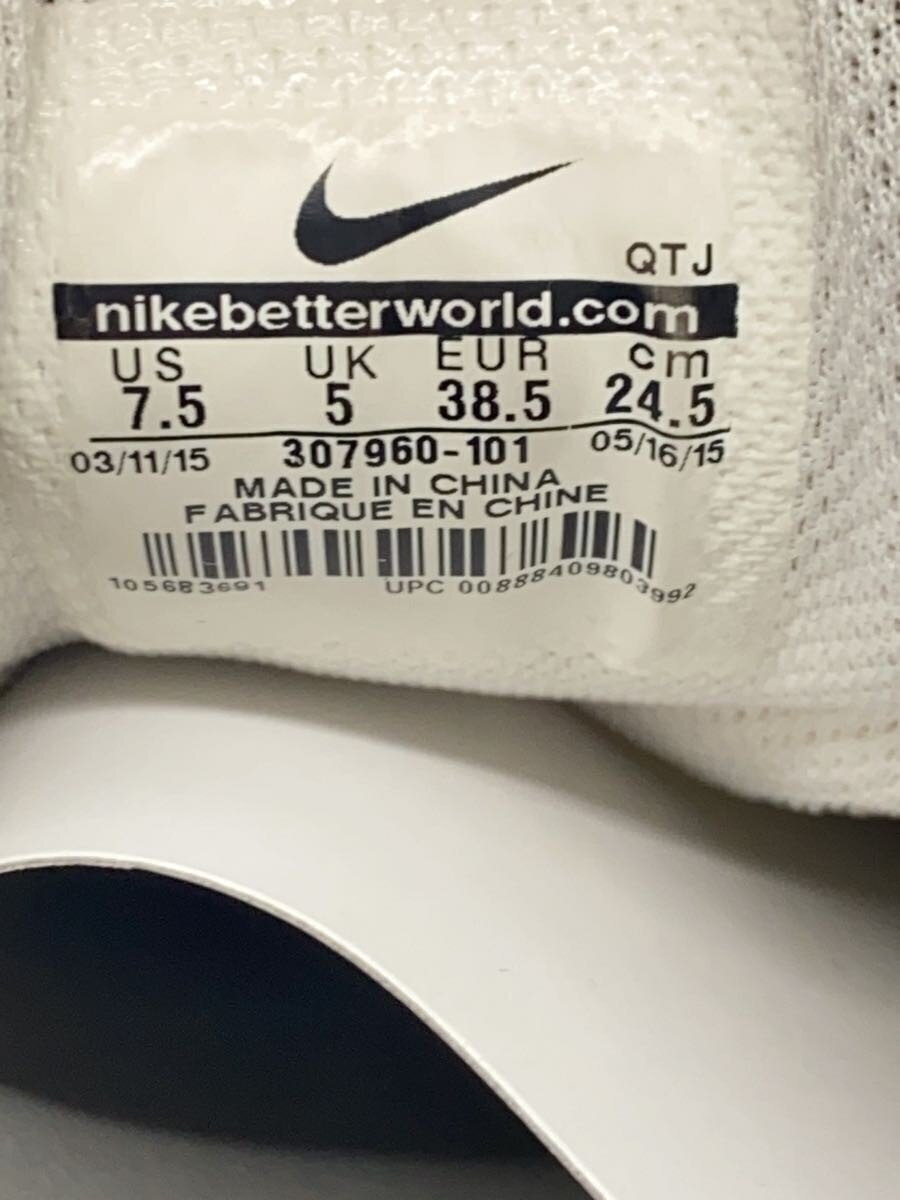 QTJ
nikebetterworld.com
US UK EUR cm
7.5 5 38.5 24.5
03/11/15 307960-101 05/16/15
MADE IN CHINA
FABRIQUE EN CHINE
105683691 UPC 00888409803992